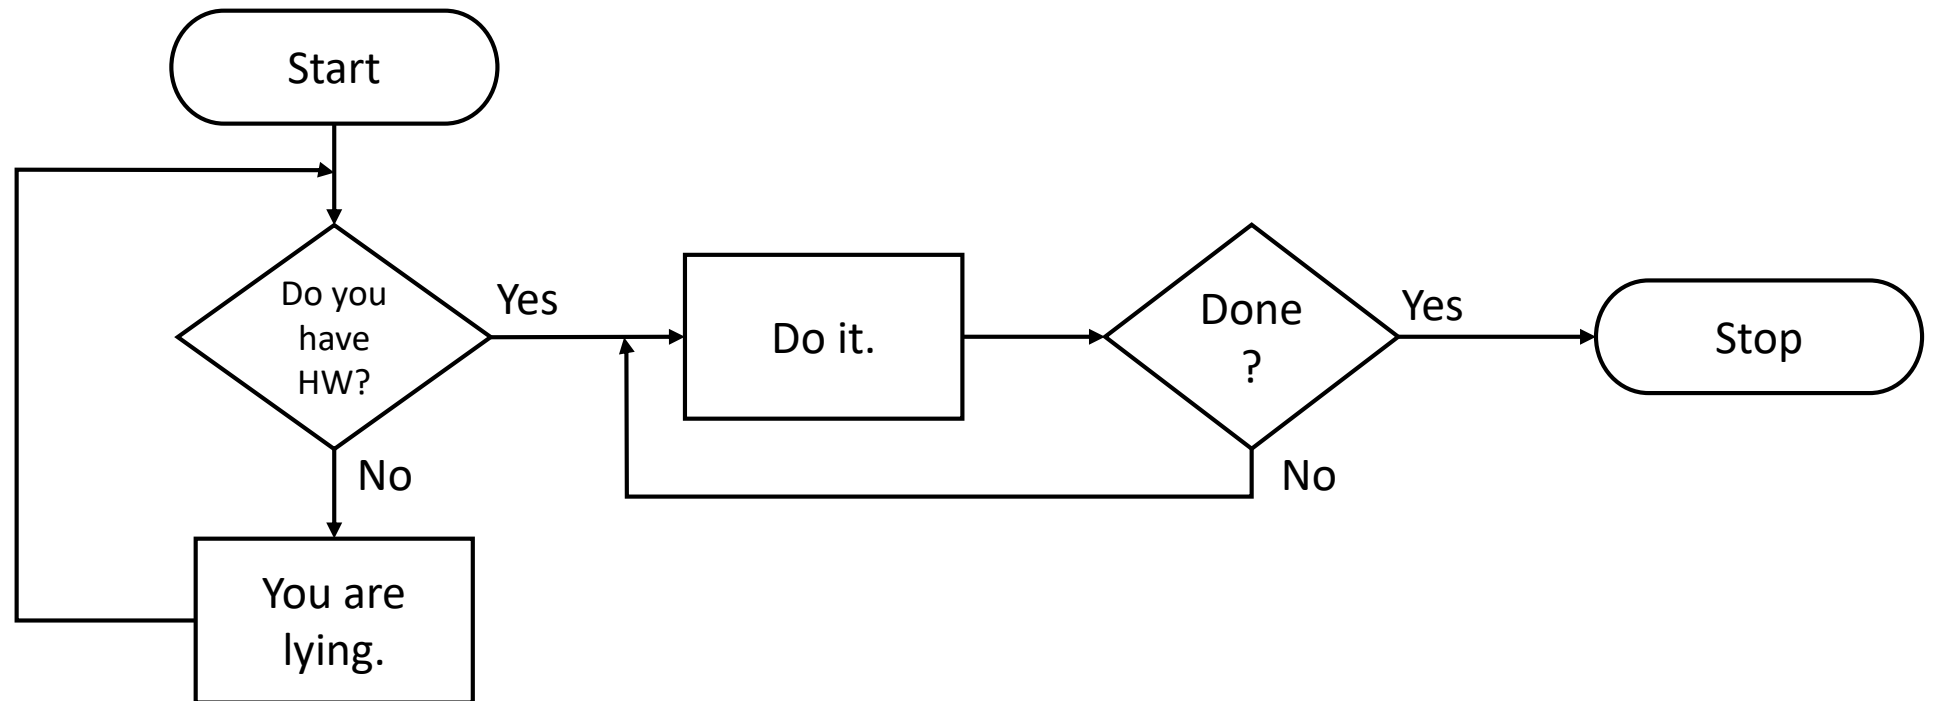 Start
Do you
have
HW?
Yes
No
You are
lying.
Do it.
Done
?
Yes
No
Stop